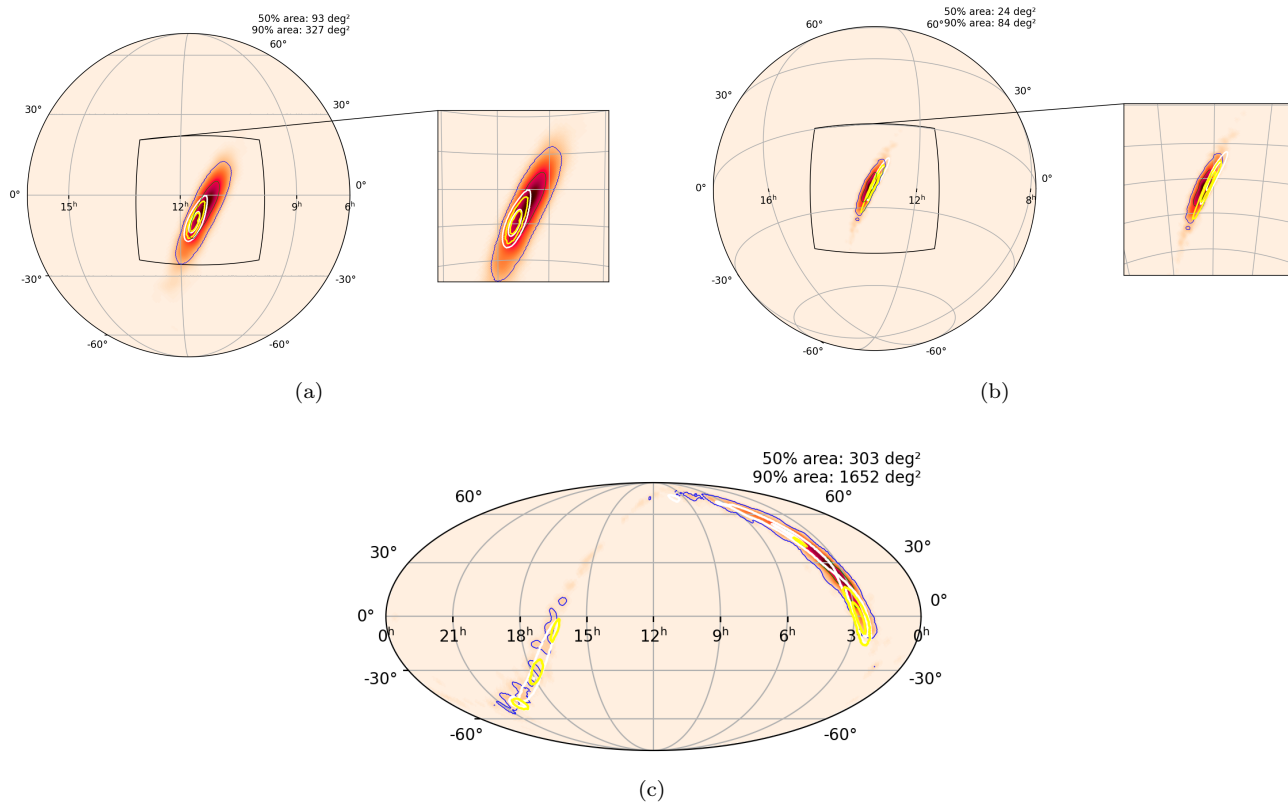 50% area: 93 deg²
90% area: 327 deg²
60°
30°
30°
0°
0°
15ʰ
12ʰ
9ʰ
6ʰ
-30°
-30°
-60°
-60°
(a)
50% area: 24 deg²
90% area: 84 deg²
60°
60°
30°
30°
0°
0°
16ʰ
12ʰ
8ʰ
-30°
-30°
-60°
-60°
(b)
50% area: 303 deg²
90% area: 1652 deg²
60°
60°
30°
30°
0°
0°
0ʰ
21ʰ
18ʰ
15ʰ
12ʰ
9ʰ
6ʰ
3ʰ
0ʰ
-30°
-30°
-60°
-60°
(c)